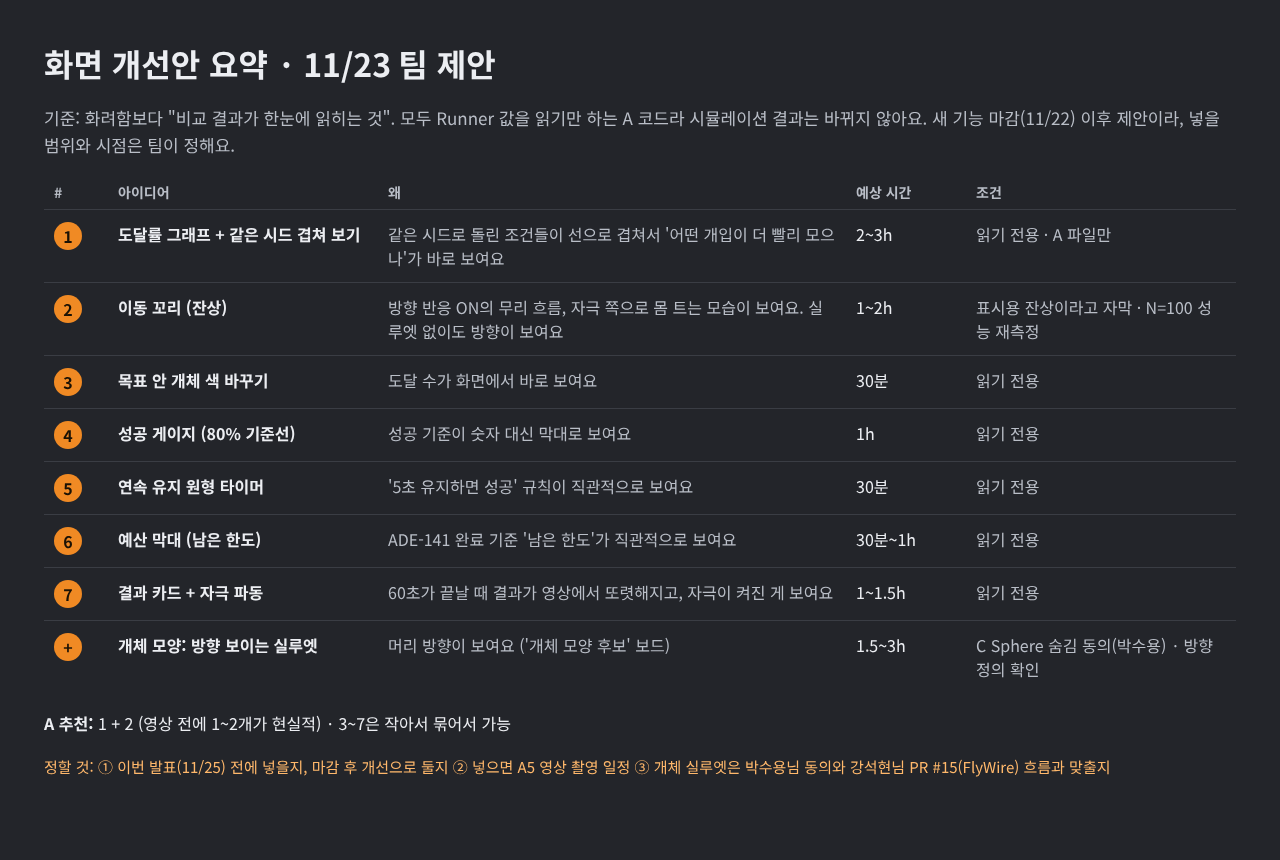 화면 개선안 요약 · 11/23 팀 제안
기준: 화려함보다 "비교 결과가 한눈에 읽히는 것". 모두 Runner 값을 읽기만 하는 A 코드라 시뮬레이션 결과는 바뀌지 않아요. 새 기능 마감(11/22) 이후 제안이라, 넣을
범위와 시점은 팀이 정해요.
# 아이디어 왜 예상 시간 조건
1 도달률 그래프 + 같은 시드 겹쳐 보기 같은 시드로 돌린 조건들이 선으로 겹쳐서 '어떤 개입이 더 빨리 모으 2~3h 읽기 전용 · A 파일만
나'가 바로 보여요
2 이동 꼬리 (잔상) 방향 반응 ON의 무리 흐름, 자극 쪽으로 몸 트는 모습이 보여요. 실 1~2h 표시용 잔상이라고 자막 · N=100 성
루엣 없이도 방향이 보여요 능 재측정
3 목표 안 개체 색 바꾸기 도달 수가 화면에서 바로 보여요 30분 읽기 전용
4 성공 게이지 (80% 기준선) 성공 기준이 숫자 대신 막대로 보여요 1h 읽기 전용
5 연속 유지 원형 타이머 '5초 유지하면 성공' 규칙이 직관적으로 보여요 30분 읽기 전용
6 예산 막대 (남은 한도) ADE-141 완료 기준 '남은 한도'가 직관적으로 보여요 30분~1h 읽기 전용
7 결과 카드 + 자극 파동 60초가 끝날 때 결과가 영상에서 또렷해지고, 자극이 켜진 게 보여요 1~1.5h 읽기 전용
+ 개체 모양: 방향 보이는 실루엣 머리 방향이 보여요 ('개체 모양 후보' 보드) 1.5~3h C Sphere 숨김 동의(박수용) · 방향
정의 확인
A 추천: 1 + 2 (영상 전에 1~2개가 현실적) · 3~7은 작아서 묶어서 가능
정할 것: ① 이번 발표(11/25) 전에 넣을지, 마감 후 개선으로 둘지 ② 넣으면 A5 영상 촬영 일정 ③ 개체 실루엣은 박수용님 동의와 강석현님 PR #15(FlyWire) 흐름과 맞출지